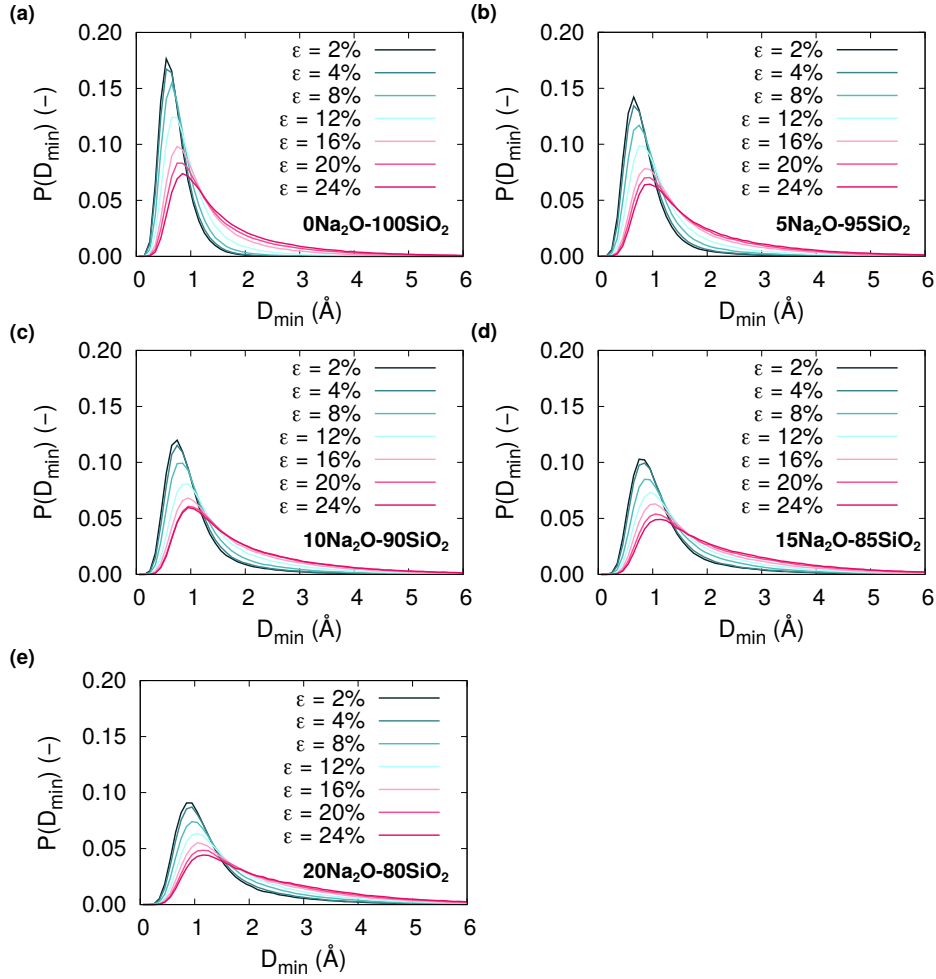 (a)
0.20
0.15
0.10
0.05
0.00
P(D_min) (−)
ε = 2%
ε = 4%
ε = 8%
ε = 12%
ε = 16%
ε = 20%
ε = 24%
0Na₂O-100SiO₂
0 1 2 3 4 5 6
D_min (Å)
(b)
0.20
0.15
0.10
0.05
0.00
P(D_min) (−)
ε = 2%
ε = 4%
ε = 8%
ε = 12%
ε = 16%
ε = 20%
ε = 24%
5Na₂O-95SiO₂
0 1 2 3 4 5 6
D_min (Å)
(c)
0.20
0.15
0.10
0.05
0.00
P(D_min) (−)
ε = 2%
ε = 4%
ε = 8%
ε = 12%
ε = 16%
ε = 20%
ε = 24%
10Na₂O-90SiO₂
0 1 2 3 4 5 6
D_min (Å)
(d)
0.20
0.15
0.10
0.05
0.00
P(D_min) (−)
ε = 2%
ε = 4%
ε = 8%
ε = 12%
ε = 16%
ε = 20%
ε = 24%
15Na₂O-85SiO₂
0 1 2 3 4 5 6
D_min (Å)
(e)
0.20
0.15
0.10
0.05
0.00
P(D_min) (−)
ε = 2%
ε = 4%
ε = 8%
ε = 12%
ε = 16%
ε = 20%
ε = 24%
20Na₂O-80SiO₂
0 1 2 3 4 5 6
D_min (Å)